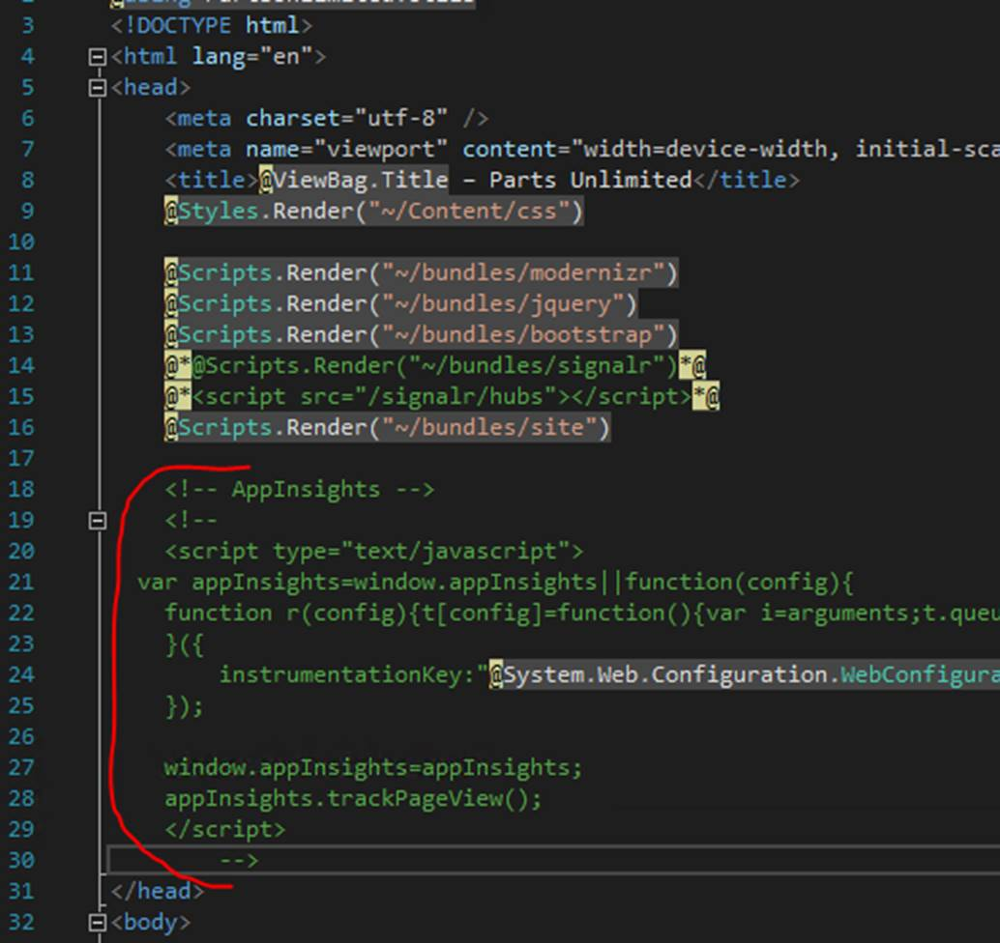 3 <!DOCTYPE html>
4 <html lang="en">
5 <head>
6 <meta charset="utf-8" />
7 <meta name="viewport" content="width=device-width, initial-sca
8 <title>@ViewBag.Title – Parts Unlimited</title>
9 @Styles.Render("~/Content/css")
10
11 @Scripts.Render("~/bundles/modernizr")
12 @Scripts.Render("~/bundles/jquery")
13 @Scripts.Render("~/bundles/bootstrap")
14 @*@Scripts.Render("~/bundles/signalr")*@
15 @*<script src="/signalr/hubs"></script>*@
16 @Scripts.Render("~/bundles/site")
17
18 <!-- AppInsights -->
19 <!--
20 <script type="text/javascript">
21 var appInsights=window.appInsights||function(config){
22 function r(config){t[config]=function(){var i=arguments;t.queu
23 }({
24 instrumentationKey:"@System.Web.Configuration.WebConfigura
25 });
26
27 window.appInsights=appInsights;
28 appInsights.trackPageView();
29 </script>
30 -->
31 </head>
32 <body>